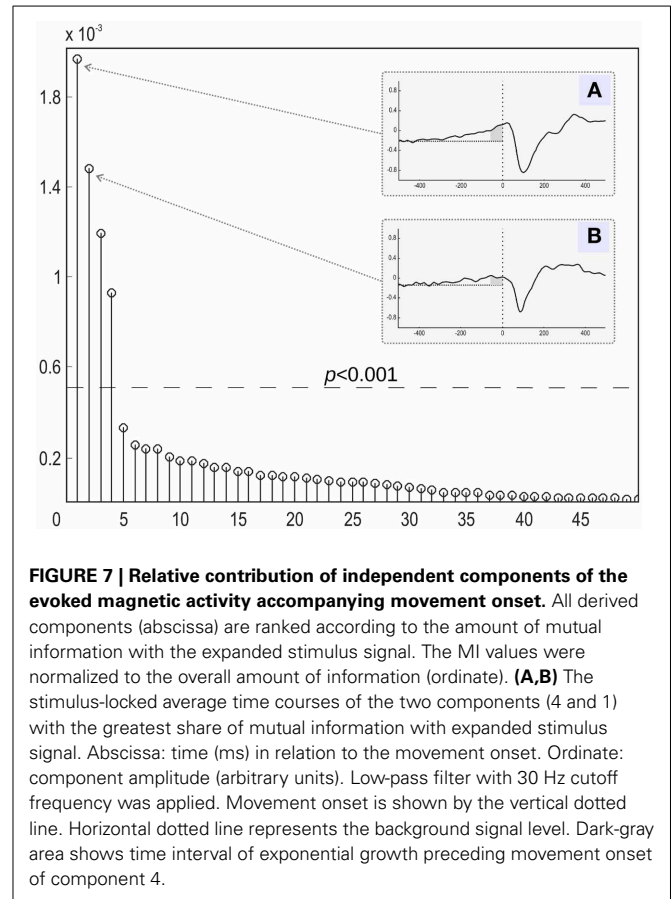 x 10-3
1.8
1.4
1
0.6
0.2
0 5 10 15 20 25 30 35 40 45
p<0.001
A
0.8
0.4
0
-0.4
-0.8
-400 -200 0 200 400
B
0.8
0.4
0
-0.4
-0.8
-400 -200 0 200 400
FIGURE 7 | Relative contribution of independent components of the
evoked magnetic activity accompanying movement onset. All derived
components (abscissa) are ranked according to the amount of mutual
information with the expanded stimulus signal. The MI values were
normalized to the overall amount of information (ordinate). (A,B) The
stimulus-locked average time courses of the two components (4 and 1)
with the greatest share of mutual information with expanded stimulus
signal. Abscissa: time (ms) in relation to the movement onset. Ordinate:
component amplitude (arbitrary units). Low-pass filter with 30 Hz cutoff
frequency was applied. Movement onset is shown by the vertical dotted
line. Horizontal dotted line represents the background signal level. Dark-gray
area shows time interval of exponential growth preceding movement onset
of component 4.